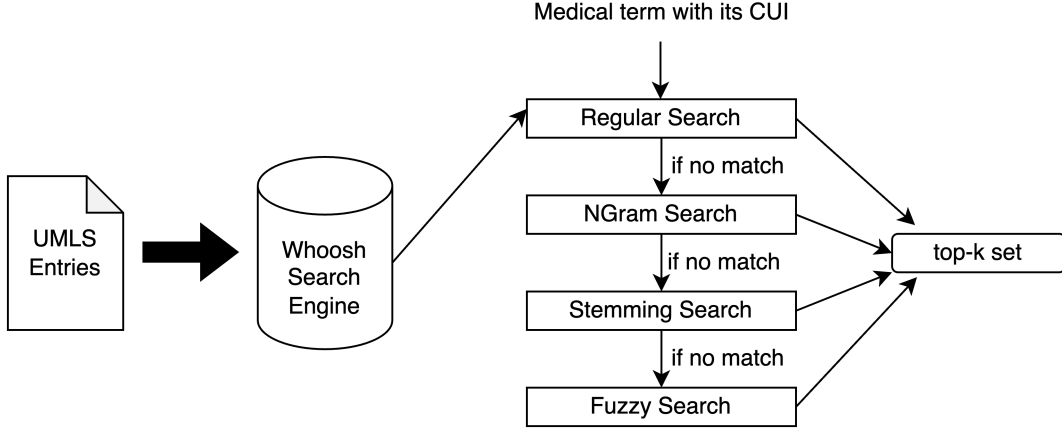 Medical term with its CUI
Regular Search
if no match
NGram Search
if no match
Stemming Search
if no match
Fuzzy Search
UMLS
Entries
Whoosh
Search
Engine
top-k set